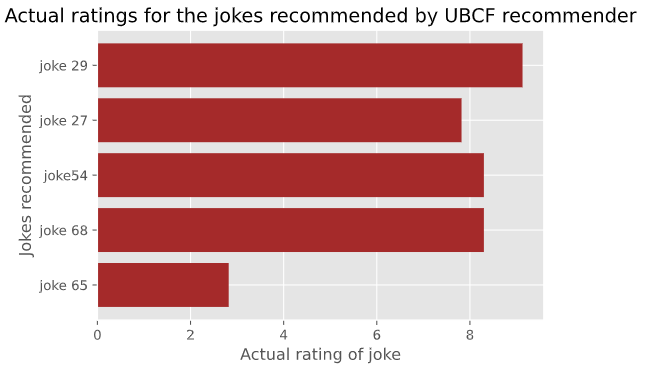 Actual ratings for the jokes recommended by UBCF recommender
Jokes recommended
joke 29
joke 27
joke54
joke 68
joke 65
0 2 4 6 8
Actual rating of joke